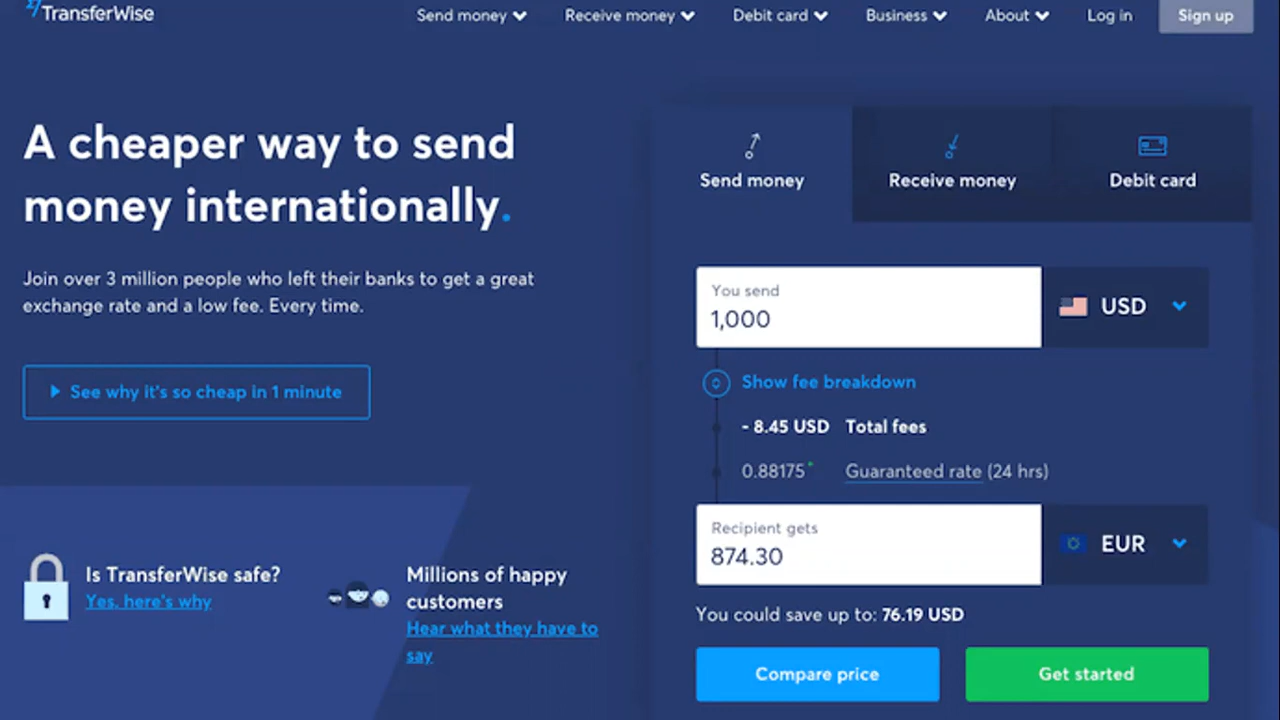 TransferWise
Send money
Receive money
Debit card
Business
About
Log in
Sign up
A cheaper way to send
money internationally.
Join over 3 million people who left their banks to get a great
exchange rate and a low fee. Every time.
See why it's so cheap in 1 minute
Is TransferWise safe?
Yes, here's why
Millions of happy
customers
Hear what they have to
say
Send money
Receive money
Debit card
You send
1,000
USD
Show fee breakdown
- 8.45 USD Total fees
0.88175* Guaranteed rate (24 hrs)
Recipient gets
874.30
EUR
You could save up to: 76.19 USD
Compare price
Get started